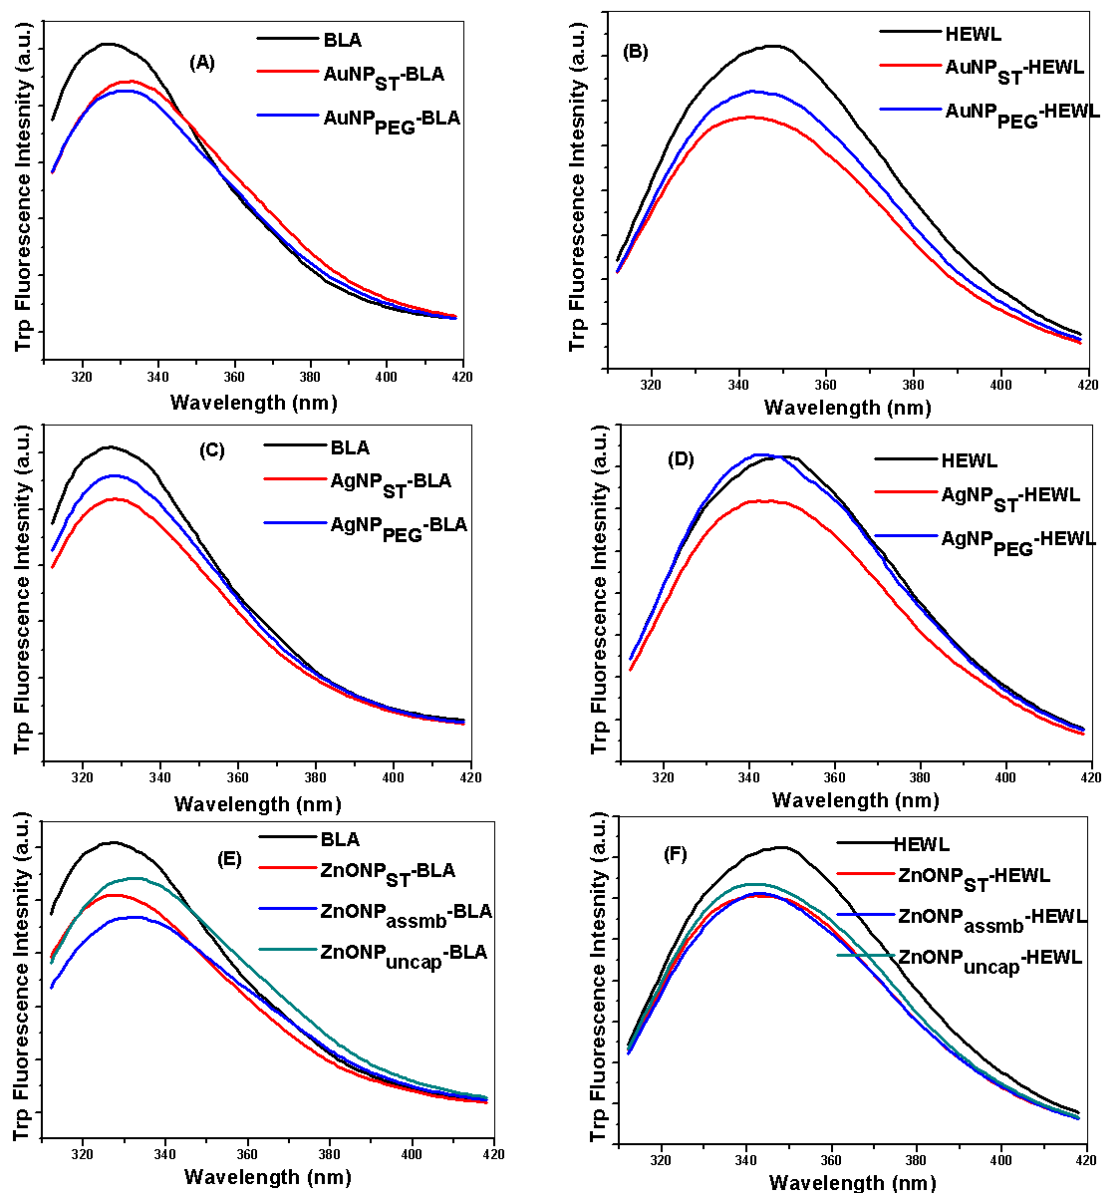 Trp Fluorescence Intesnity (a.u.)
(A)
BLA
AuNPST-BLA
AuNPPEG-BLA
320 340 360 380 400 420
Wavelength (nm)
Trp Fluorescence Intesnity (a.u.)
(B)
HEWL
AuNPST-HEWL
AuNPPEG-HEWL
320 340 360 380 400 420
Wavelength (nm)
Trp Fluorescence Intesnity (a.u.)
(C)
BLA
AgNPST-BLA
AgNPPEG-BLA
320 340 360 380 400 420
Wavelength (nm)
Trp Fluorescence Intesnity (a.u.)
(D)
HEWL
AgNPST-HEWL
AgNPPEG-HEWL
320 340 360 380 400 420
Wavelength (nm)
Trp Fluorescence Intesnity (a.u.)
(E)
BLA
ZnONPST-BLA
ZnONPassmb-BLA
ZnONPuncap-BLA
320 340 360 380 400 420
Wavelength (nm)
Trp Fluorescence Intesnity (a.u.)
(F)
HEWL
ZnONPST-HEWL
ZnONPassmb-HEWL
ZnONPuncap-HEWL
320 340 360 380 400 420
Wavelength (nm)